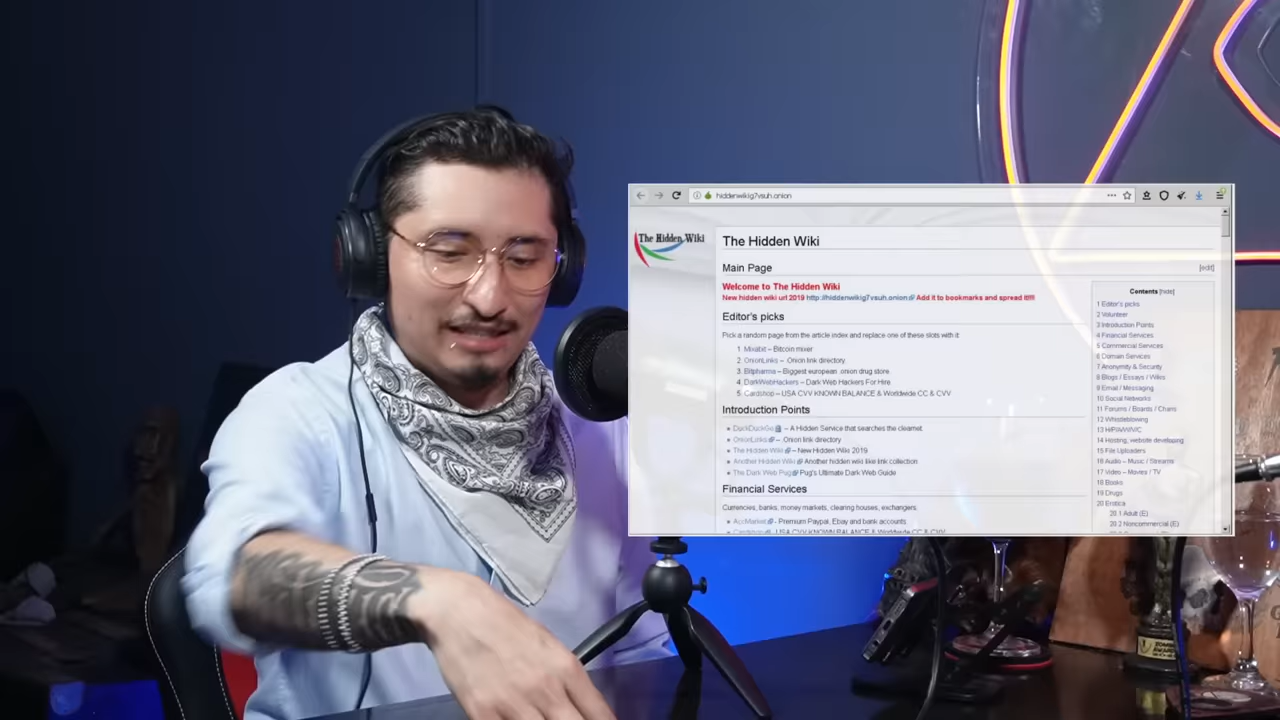 hiddenwikig7vsuh.onion
The Hidden Wiki
The Hidden Wiki
Main Page
[edit]
Welcome to The Hidden Wiki
New hidden wiki url 2019 http://hiddenwikig7vsuh.onion Add it to bookmarks and spread it!!!!
Editor's picks
Pick a random page from the article index and replace one of these slots with it
1 Mixabit – Bitcoin mixer
2. OnionLinks – Onion link directory.
3. Elitpharma – Biggest european onion drug store.
4. DarkWebHackers – Dark Web Hackers For Hire
5. Cardshop – USA CVV KNOWN BALANCE & Worldwide CC & CVV
Introduction Points
DuckDuckGo – A Hidden Service that searches the clearnet.
OnionLinks – Onion link directory
The Hidden Wiki – New Hidden Wiki 2019
Another Hidden Wiki Another hidden wiki like link collection
The Dark Web Pug Pug's Ultimate Dark Web Guide
Financial Services
Currencies, banks, money markets, clearing houses, exchangers.
AccMarket - Premium Paypal, Ebay and bank accounts
Cardshop – USA CVV KNOWN BALANCE & Worldwide CC & CVV
Contents [hide]
1 Editor's picks
2 Volunteer
3 Introduction Points
4 Financial Services
5 Commercial Services
6 Domain Services
7 Anonymity & Security
8 Blogs / Essays / Wikis
9 Email / Messaging
10 Social Networks
11 Forums / Boards / Chans
12 Whistleblowing
13 H/P/A/W/V/C
14 Hosting, website developing
15 File Uploaders
16 Audio – Music / Streams
17 Video – Movies / TV
18 Books
19 Drugs
20 Erotica
20.1 Adult (E)
20.2 Noncommercial (E)